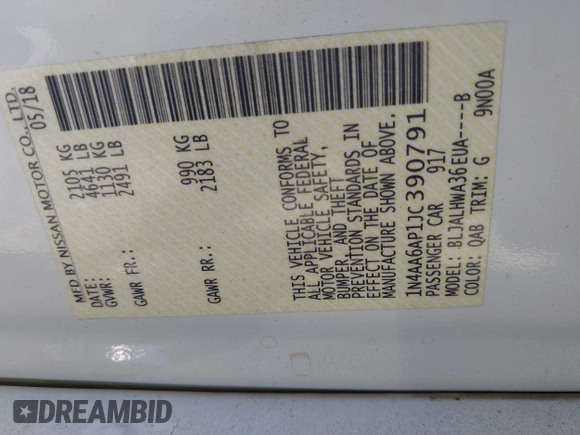 MFD BY NISSAN MOTOR CO., LTD.
DATE: 05/18
GVWR: 2105 KG
4641 LB
GAWR FR.: 1130 KG
2491 LB
GAWR RR.: 990 KG
2183 LB
THIS VEHICLE CONFORMS TO
ALL APPLICABLE FEDERAL
MOTOR VEHICLE SAFETY,
BUMPER, AND THEFT
PREVENTION STANDARDS IN
EFFECT ON THE DATE OF
MANUFACTURE SHOWN ABOVE.
1N4AA6AP1JC390791
PASSENGER CAR 917
MODEL: BLJALHWA36EUA----B
COLOR: QAB TRIM: G 9N00A
DREAMBID